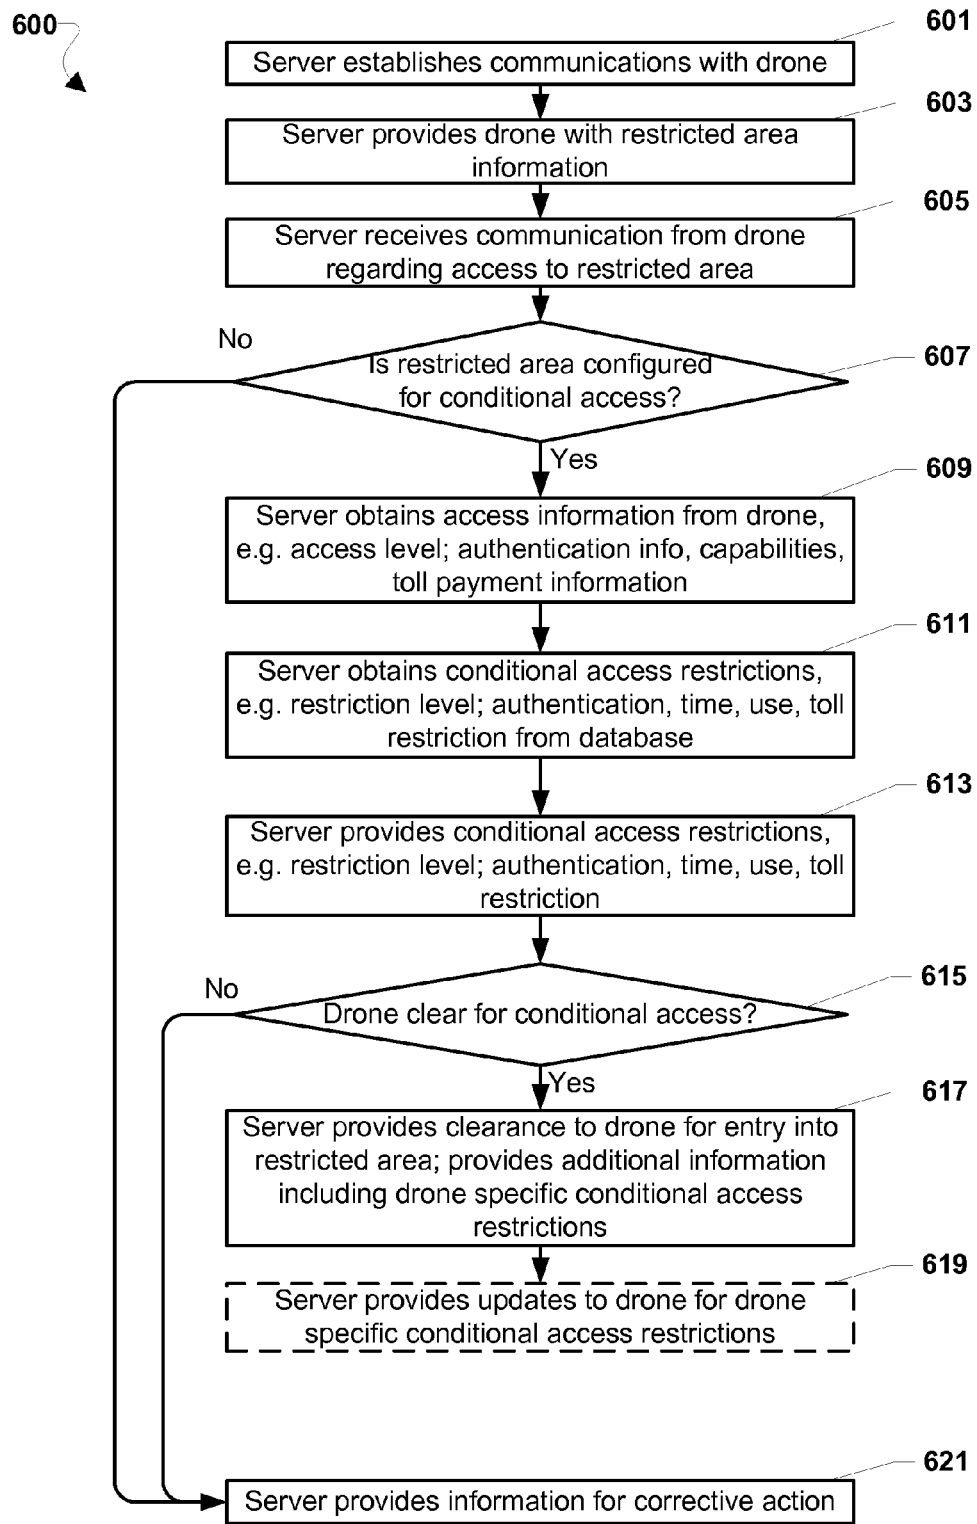 600
601
Server establishes communications with drone
603
Server provides drone with restricted area
information
605
Server receives communication from drone
regarding access to restricted area
No
607
Is restricted area configured
for conditional access?
Yes
609
Server obtains access information from drone,
e.g. access level; authentication info, capabilities,
toll payment information
611
Server obtains conditional access restrictions,
e.g. restriction level; authentication, time, use, toll
restriction from database
613
Server provides conditional access restrictions,
e.g. restriction level; authentication, time, use, toll
restriction
615
No
Drone clear for conditional access?
Yes
617
Server provides clearance to drone for entry into
restricted area; provides additional information
including drone specific conditional access
restrictions
619
Server provides updates to drone for drone
specific conditional access restrictions
621
Server provides information for corrective action